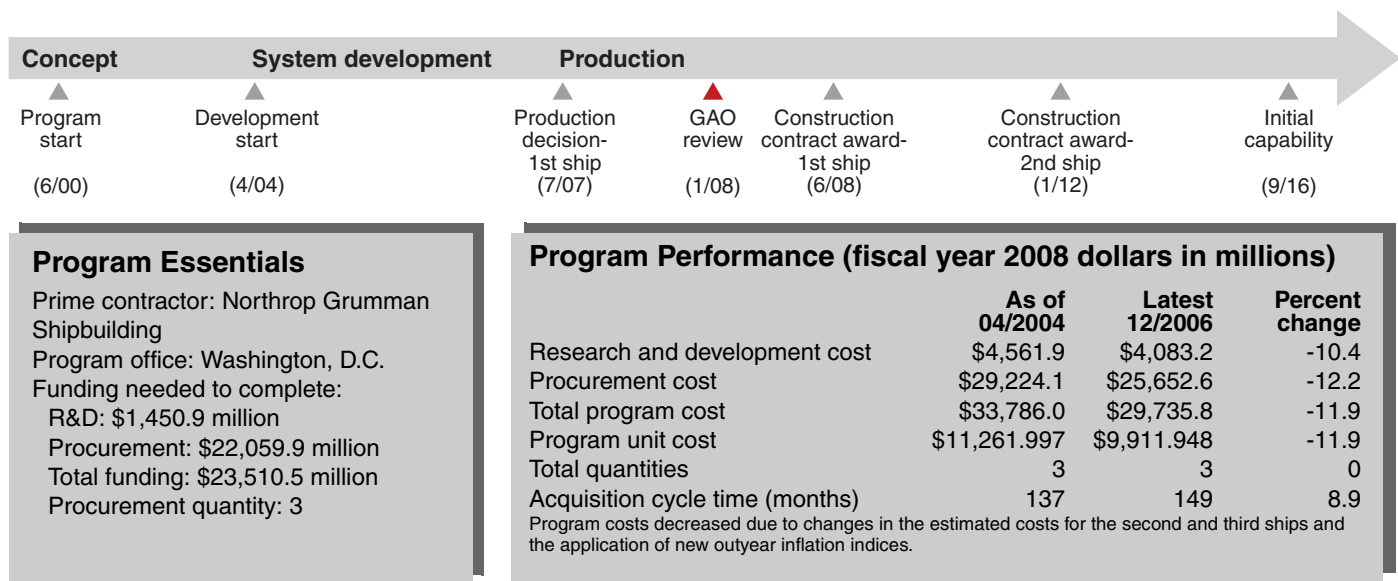 Concept
System development
Production
Program
start
(6/00)
Development
start
(4/04)
Production
decision-
1st ship
(7/07)
GAO
review
(1/08)
Construction
contract award-
1st ship
(6/08)
Construction
contract award-
2nd ship
(1/12)
Initial
capability
(9/16)
Program Essentials
Prime contractor: Northrop Grumman
Shipbuilding
Program office: Washington, D.C.
Funding needed to complete:
R&D: $1,450.9 million
Procurement: $22,059.9 million
Total funding: $23,510.5 million
Procurement quantity: 3
Program Performance (fiscal year 2008 dollars in millions)
As of Latest Percent
04/2004 12/2006 change
Research and development cost $4,561.9 $4,083.2 -10.4
Procurement cost $29,224.1 $25,652.6 -12.2
Total program cost $33,786.0 $29,735.8 -11.9
Program unit cost $11,261.997 $9,911.948 -11.9
Total quantities 3 3 0
Acquisition cycle time (months) 137 149 8.9
Program costs decreased due to changes in the estimated costs for the second and third ships and
the application of new outyear inflation indices.